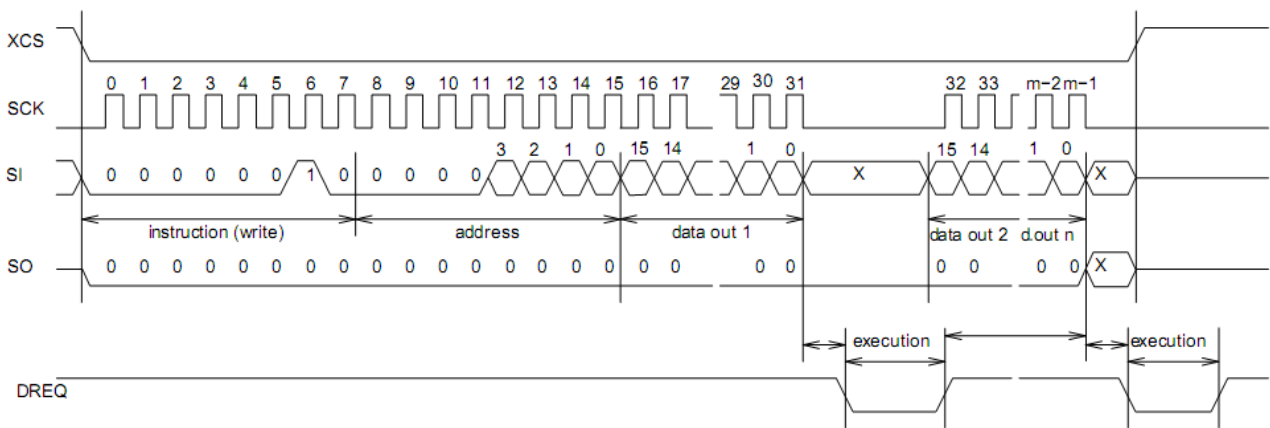 XCS
0 1 2 3 4 5 6 7 8 9 10 11 12 13 14 15 16 17 29 30 31 32 33 m-2 m-1
SCK
3 2 1 0 15 14 1 0 15 14 1 0
SI 0 0 0 0 0 0 1 0 0 0 0 0 X X
instruction (write) address data out 1 data out 2 d.out n
SO 0 0 0 0 0 0 0 0 0 0 0 0 0 0 0 0 0 0 0 0 0 0 0 0 X
execution execution
DREQ